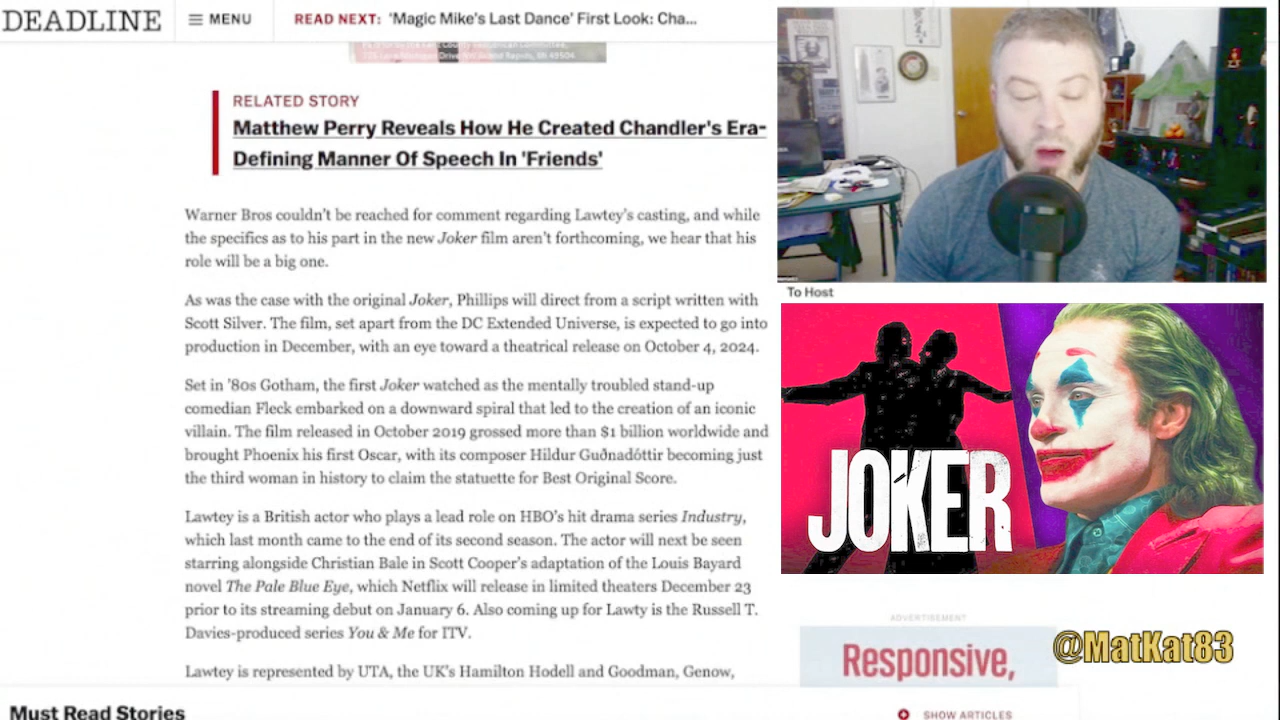 DEADLINE
MENU
READ NEXT: ‘Magic Mike’s Last Dance’ First Look: Cha...
RELATED STORY
Matthew Perry Reveals How He Created Chandler's Era-
Defining Manner Of Speech In 'Friends'
Warner Bros couldn’t be reached for comment regarding Lawtey’s casting, and while
the specifics as to his part in the new Joker film aren’t forthcoming, we hear that his
role will be a big one.
As was the case with the original Joker, Phillips will direct from a script written with
Scott Silver. The film, set apart from the DC Extended Universe, is expected to go into
production in December, with an eye toward a theatrical release on October 4, 2024.
Set in ’80s Gotham, the first Joker watched as the mentally troubled stand-up
comedian Fleck embarked on a downward spiral that led to the creation of an iconic
villain. The film released in October 2019 grossed more than $1 billion worldwide and
brought Phoenix his first Oscar, with its composer Hildur Guðnadóttir becoming just
the third woman in history to claim the statuette for Best Original Score.
Lawtey is a British actor who plays a lead role on HBO’s hit drama series Industry,
which last month came to the end of its second season. The actor will next be seen
starring alongside Christian Bale in Scott Cooper’s adaptation of the Louis Bayard
novel The Pale Blue Eye, which Netflix will release in limited theaters December 23
prior to its streaming debut on January 6. Also coming up for Lawty is the Russell T.
Davies-produced series You & Me for ITV.
Lawtey is represented by UTA, the UK’s Hamilton Hodell and Goodman, Genow,
Must Read Stories
To Host
JOKER
ADVERTISEMENT
Responsive,
@MatKat83
SHOW ARTICLES